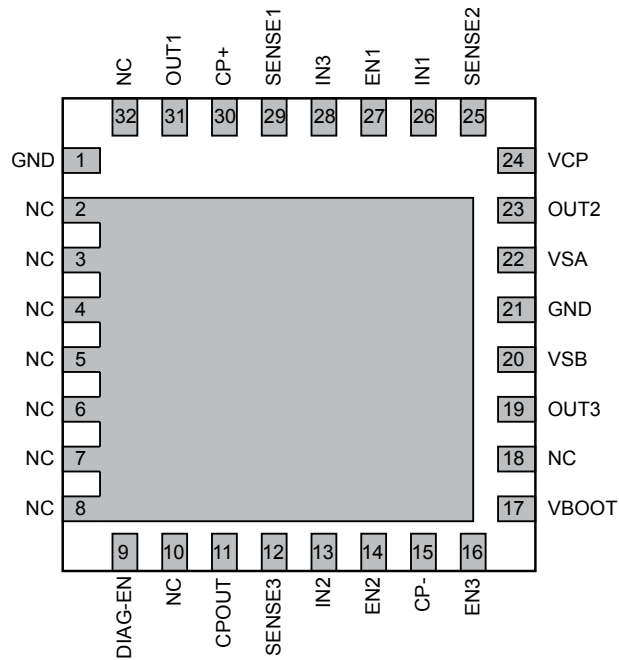 NC
OUT1
CP+
SENSE1
IN3
EN1
IN1
SENSE2
32 31 30 29 28 27 26 25
GND 1 24 VCP
NC 2 23 OUT2
NC 3 22 VSA
NC 4 21 GND
NC 5 20 VSB
NC 6 19 OUT3
NC 7 18 NC
NC 8 17 VBOOT
9 10 11 12 13 14 15 16
DIAG-EN
NC
CPOUT
SENSE3
IN2
EN2
CP-
EN3